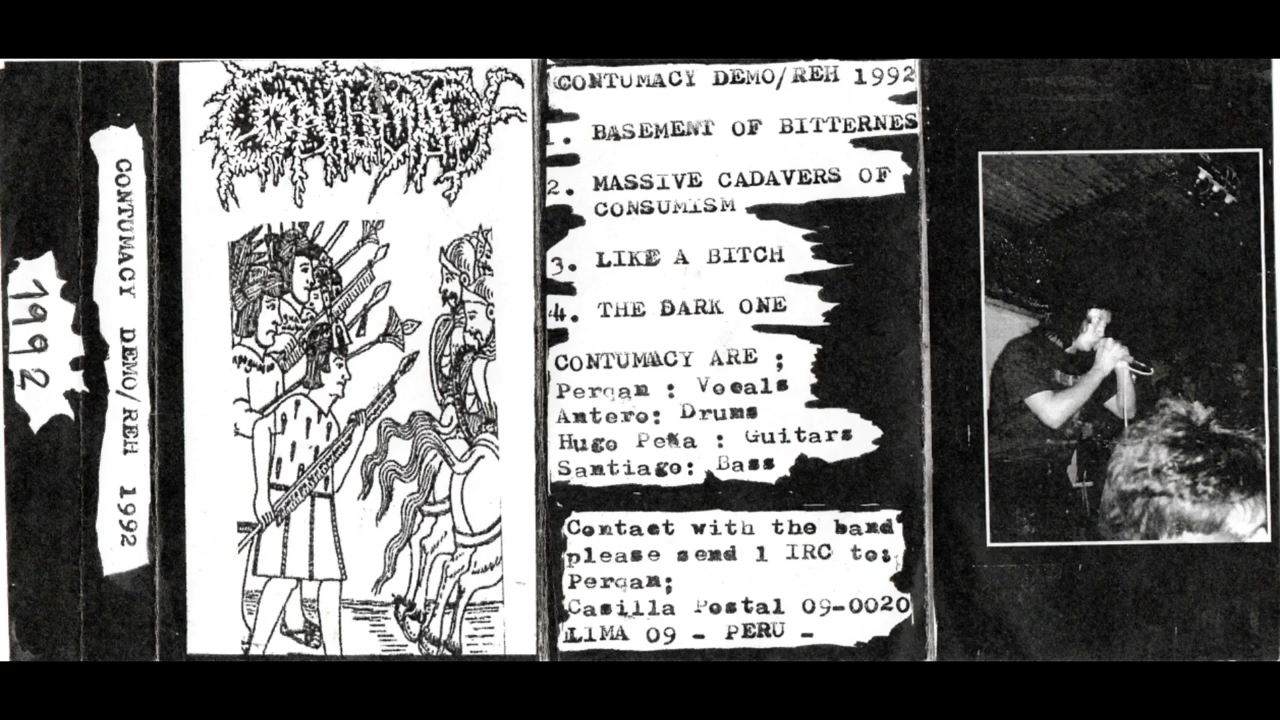 1992
CONTUMACY DEMO/REH 1992
CONTUMACY
CONTUMACY DEMO/REH 1992
1. BASEMENT OF BITTERNES
2. MASSIVE CADAVERS OF
CONSUMISM
3. LIKE A BITCH
4. THE DARK ONE
CONTUMACY ARE ;
Perqan : Vocals
Antero: Drums
Hugo Peña : Guitars
Santiago: Bass
Contact with the band
please send 1 IRC to:
Perqan;
Casilla Postal 09-0020
LIMA 09 - PERU -